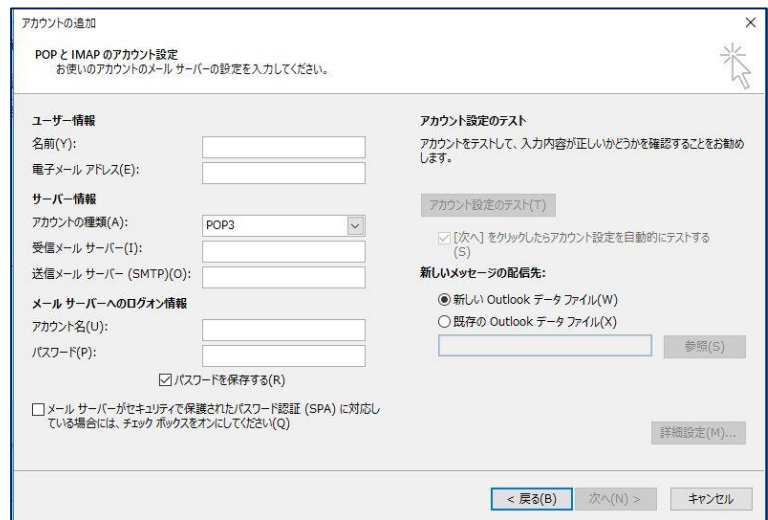 アカウントの追加
POP と IMAP のアカウント設定
お使いのアカウントのメール サーバーの設定を入力してください。
ユーザー情報
名前(Y):
電子メール アドレス(E):
サーバー情報
アカウントの種類(A):
POP3
受信メール サーバー(I):
送信メール サーバー (SMTP)(O):
メール サーバーへのログオン情報
アカウント名(U):
パスワード(P):
パスワードを保存する(R)
メール サーバーがセキュリティで保護されたパスワード認証 (SPA) に対応し
ている場合には、チェック ボックスをオンにしてください(Q)
アカウント設定のテスト
アカウントをテストして、入力内容が正しいかどうかを確認することをお勧め
します。
アカウント設定のテスト(T)
[次へ] をクリックしたらアカウント設定を自動的にテストする
(S)
新しいメッセージの配信先:
新しい Outlook データ ファイル(W)
既存の Outlook データ ファイル(X)
参照(S)
詳細設定(M)...
< 戻る(B)
次へ(N) >
キャンセル